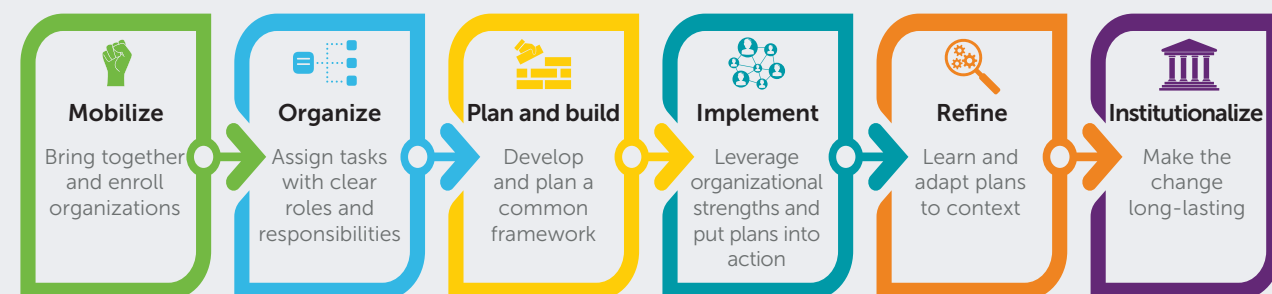 Mobilize
Bring together
and enroll
organizations
Organize
Assign tasks
with clear
roles and
responsibilities
Plan and build
Develop
and plan a
common
framework
Implement
Leverage
organizational
strengths and
put plans into
action
Refine
Learn and
adapt plans
to context
Institutionalize
Make the
change
long-lasting